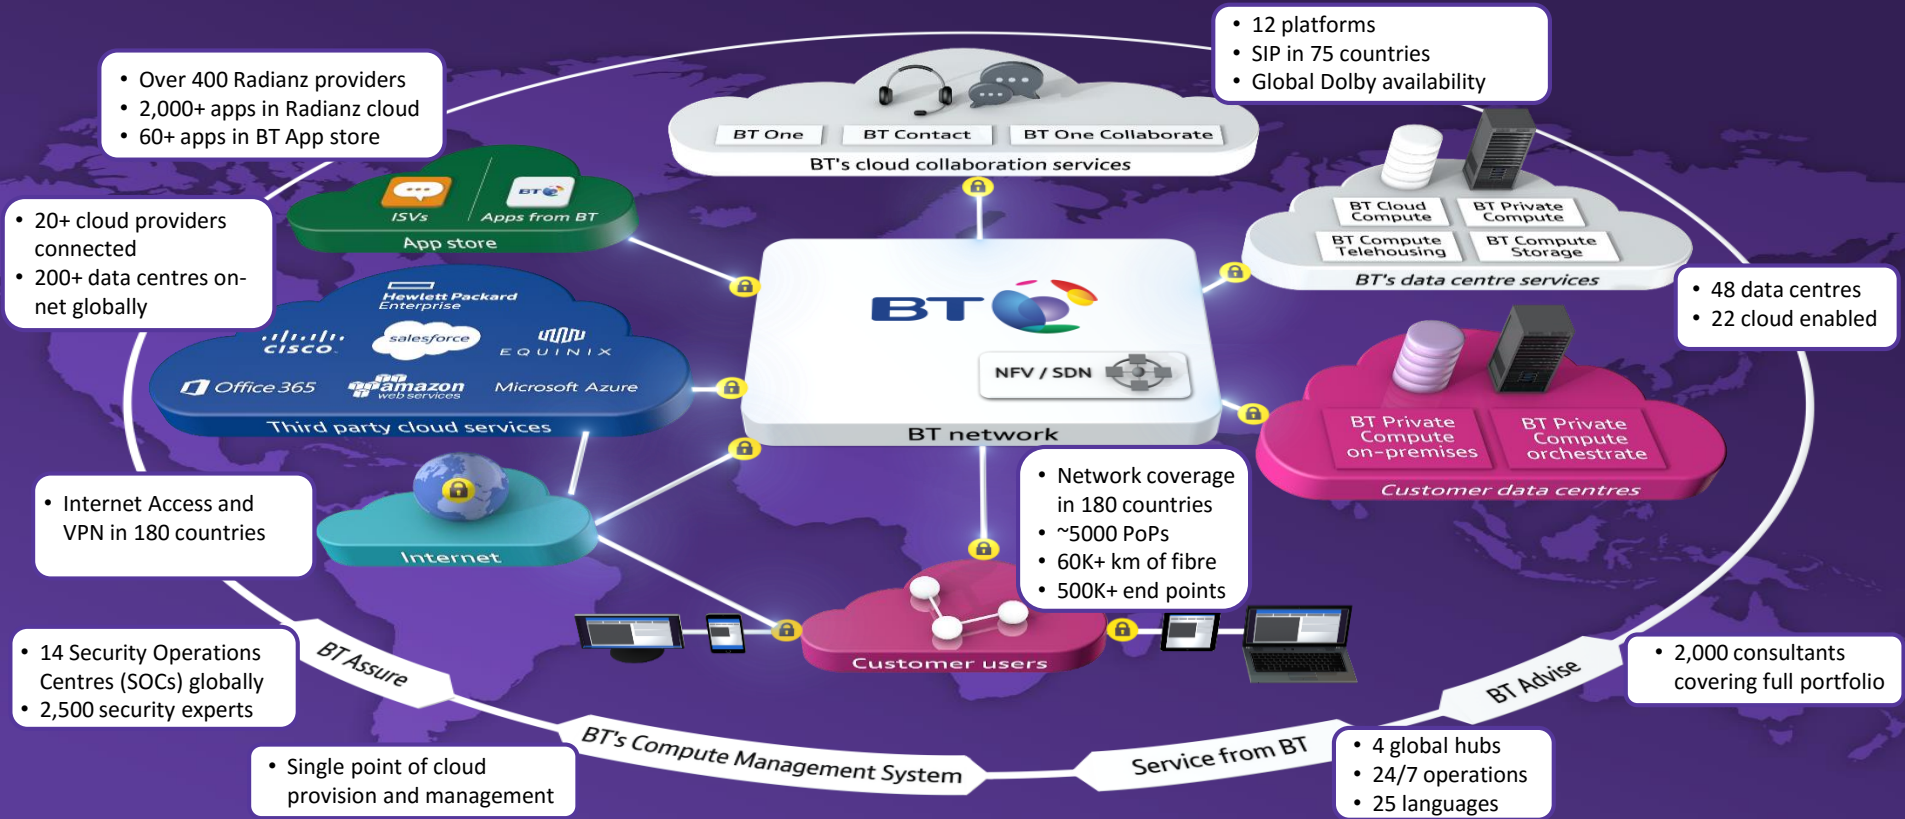 • 12 platforms
• SIP in 75 countries
• Global Dolby availability
• Over 400 Radianz providers
• 2,000+ apps in Radianz cloud
• 60+ apps in BT App store
BT One
BT Contact
BT One Collaborate
BT's cloud collaboration services
ISVs
BT
Apps from BT
App store
• 20+ cloud providers
connected
• 200+ data centres on-
net globally
BT Cloud
Compute
BT Private
Compute
BT Compute
Telehousing
BT Compute
Storage
BT's data centre services
• 48 data centres
• 22 cloud enabled
Hewlett Packard
Enterprise
CISCO
salesforce
EQUINIX
Office 365
amazon
web services
Microsoft Azure
Third party cloud services
BT
NFV / SDN
BT network
BT Private
Compute
on-premises
BT Private
Compute
orchestrate
Customer data centres
• Internet Access and
VPN in 180 countries
Internet
• Network coverage
in 180 countries
• ~5000 PoPs
• 60K+ km of fibre
• 500K+ end points
Customer users
• 14 Security Operations
Centres (SOCs) globally
• 2,500 security experts
BT Assure
BT's Compute Management System
Service from BT
BT Advise
• 2,000 consultants
covering full portfolio
• Single point of cloud
provision and management
• 4 global hubs
• 24/7 operations
• 25 languages